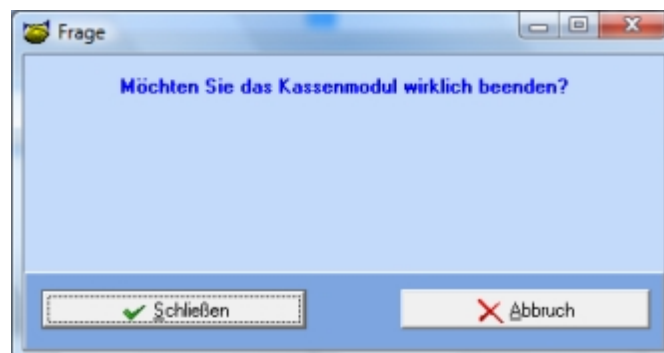 Frage
Möchten Sie das Kassenmodul wirklich beenden?
Schließen
Abbruch